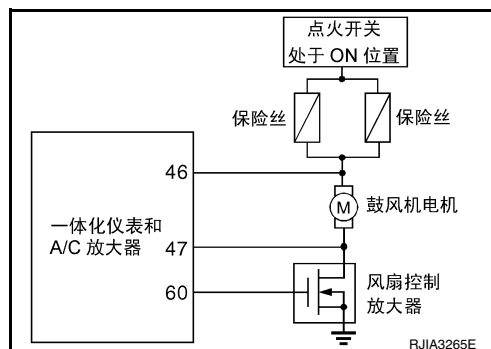 点火开关
处于 ON 位置
保险丝
保险丝
46
一体化仪表和
A/C 放大器
M
鼓风机电机
47
60
风扇控制
放大器
RJIA3265E